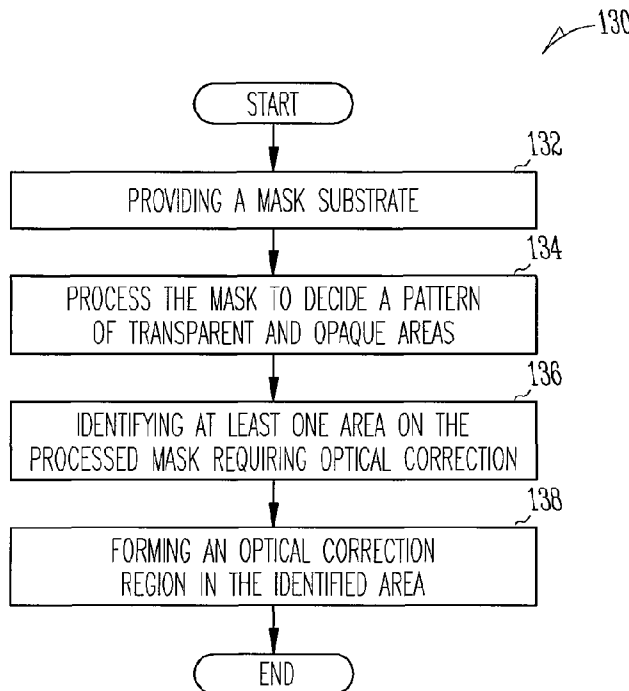 130
START
132
PROVIDING A MASK SUBSTRATE
134
PROCESS THE MASK TO DECIDE A PATTERN
OF TRANSPARENT AND OPAQUE AREAS
136
IDENTIFYING AT LEAST ONE AREA ON THE
PROCESSED MASK REQUIRING OPTICAL CORRECTION
138
FORMING AN OPTICAL CORRECTION
REGION IN THE IDENTIFIED AREA
END